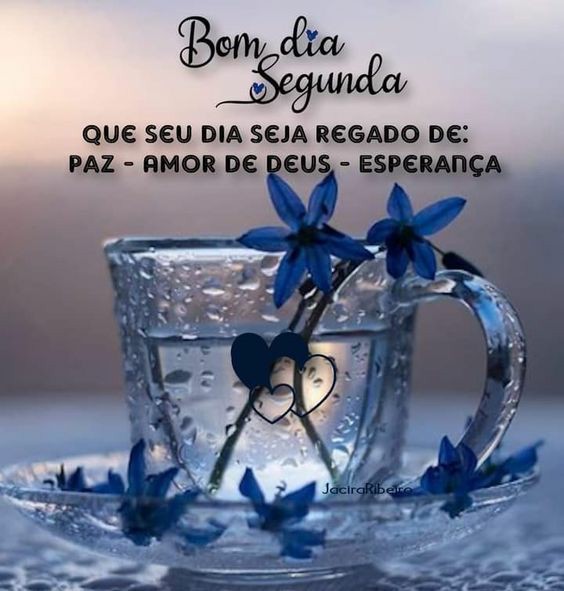 Bom dia
Segunda
QUE SEU DIA SEJA REGADO DE:
PAZ - AMOR DE DEUS - ESPERANÇA
JaciraRibeiro